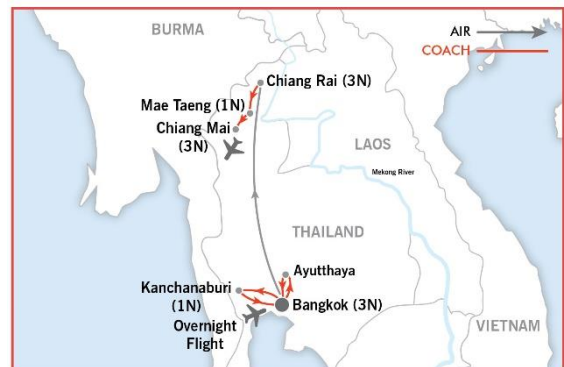 BURMA
AIR
COACH
Chiang Rai (3N)
Mae Taeng (1N)
Chiang Mai
(3N)
LAOS
Mekong River
THAILAND
Ayutthaya
Kanchanaburi
(1N)
Bangkok (3N)
Overnight
Flight
VIETNAM